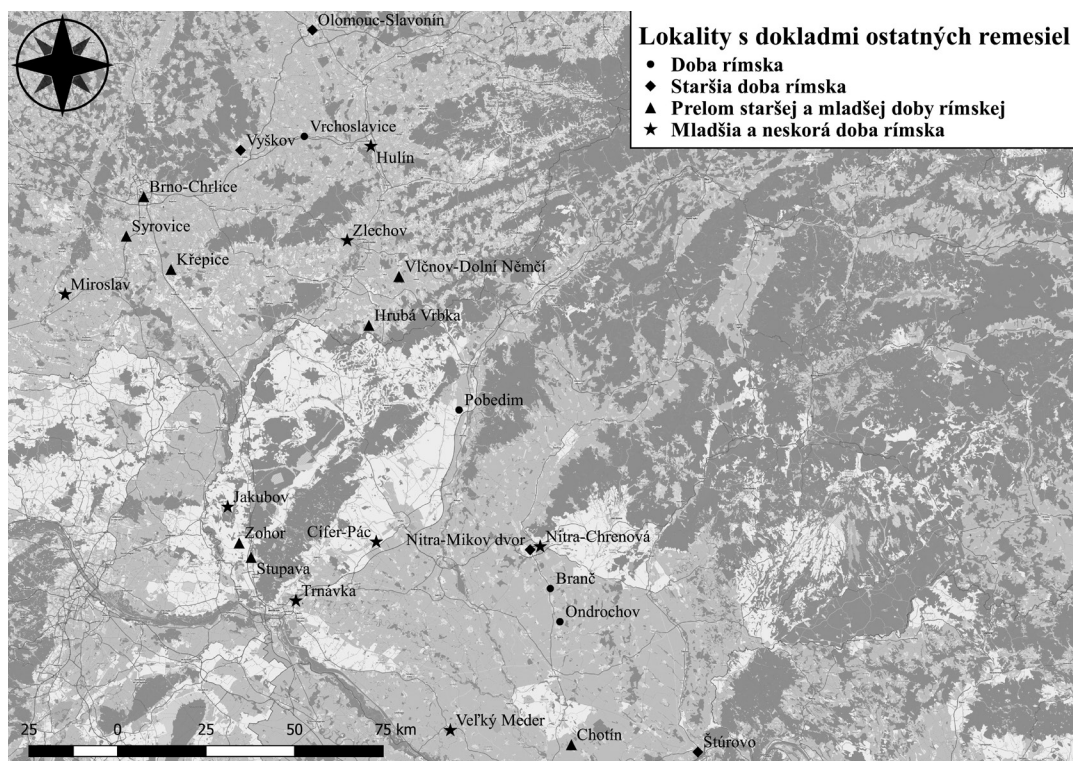 Olomouc-Slavonín
Lokality s dokladmi ostatných remesiel
Doba rímska
Staršia doba rímska
Prelom staršej a mladšej doby rímskej
Mladšia a neskorá doba rímska
Vrchoslavice
Vyškov
Hulín
Brno-Chrlice
Syrovice
Zlechov
Křepice
Vlčnov-Dolní Němčí
Miroslav
Hrubá Vrbka
Pobedim
Jakubov
Cífer-Pác
Nitra-Mikov dvor
Nitra-Chrenová
Zohor
Stupava
Branč
Trnávka
Ondrochov
Veľký Meder
Chotín
Štúrovo
25 0 25 50 75 km